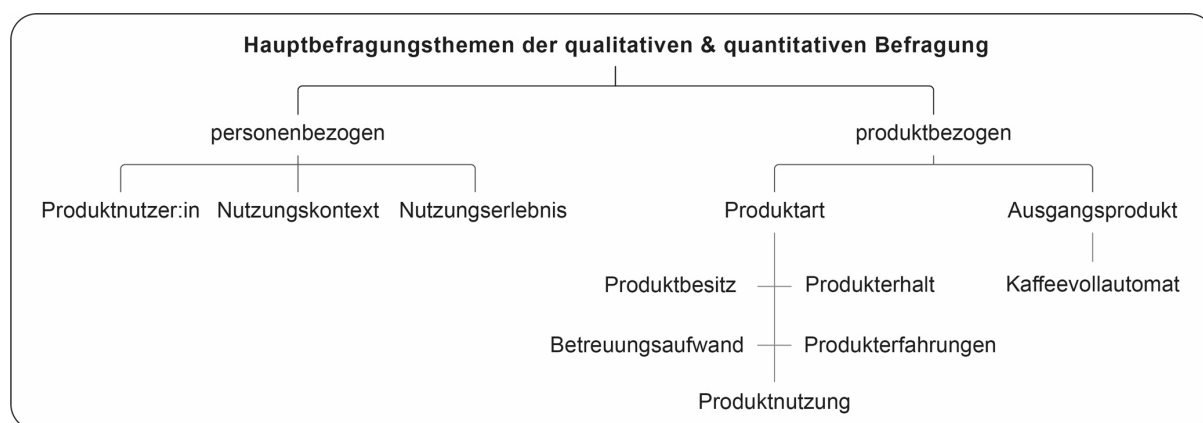 Hauptbefragungsthemen der qualitativen & quantitativen Befragung
personenbezogen
produktbezogen
Produktnutzer:in
Nutzungskontext
Nutzungserlebnis
Produktart
Ausgangsprodukt
Produktbesitz
Produkterhalt
Kaffeevollautomat
Betreuungsaufwand
Produkterfahrungen
Produktnutzung